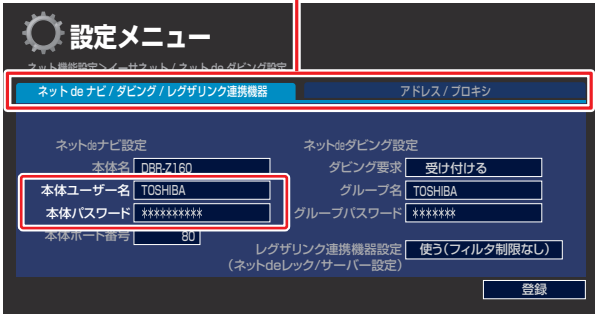 設定メニュー
ネット機能設定>イーサネット/ネット de ダビング設定
ネット de ナビ / ダビング / レグザリンク連携機器
アドレス / プロキシ
ネットdeナビ設定
ネットdeダビング設定
本体名 DBR-Z160
ダビング要求 受け付ける
本体ユーザー名 TOSHIBA
グループ名 TOSHIBA
本体パスワード **********
グループパスワード *******
本体ポート番号 80
レグザリンク連携機器設定 使う(フィルタ制限なし)
(ネットdeレック/サーバー設定)
登録